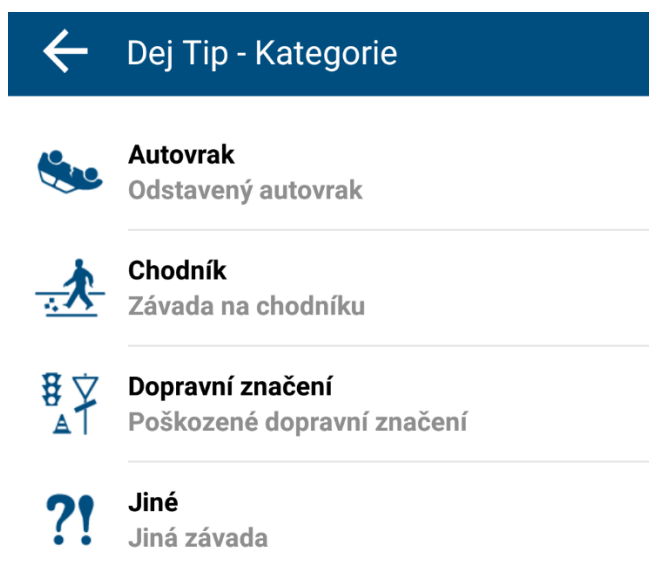 Dej Tip - Kategorie
Autovrak
Odstavený autovrak
Chodník
Závada na chodníku
Dopravní značení
Poškozené dopravní značení
?! Jiné
Jiná závada